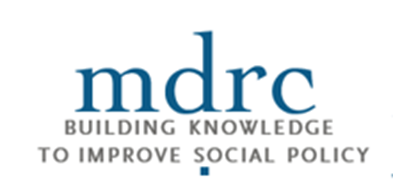 mdrc
BUILDING KNOWLEDGE
TO IMPROVE SOCIAL POLICY